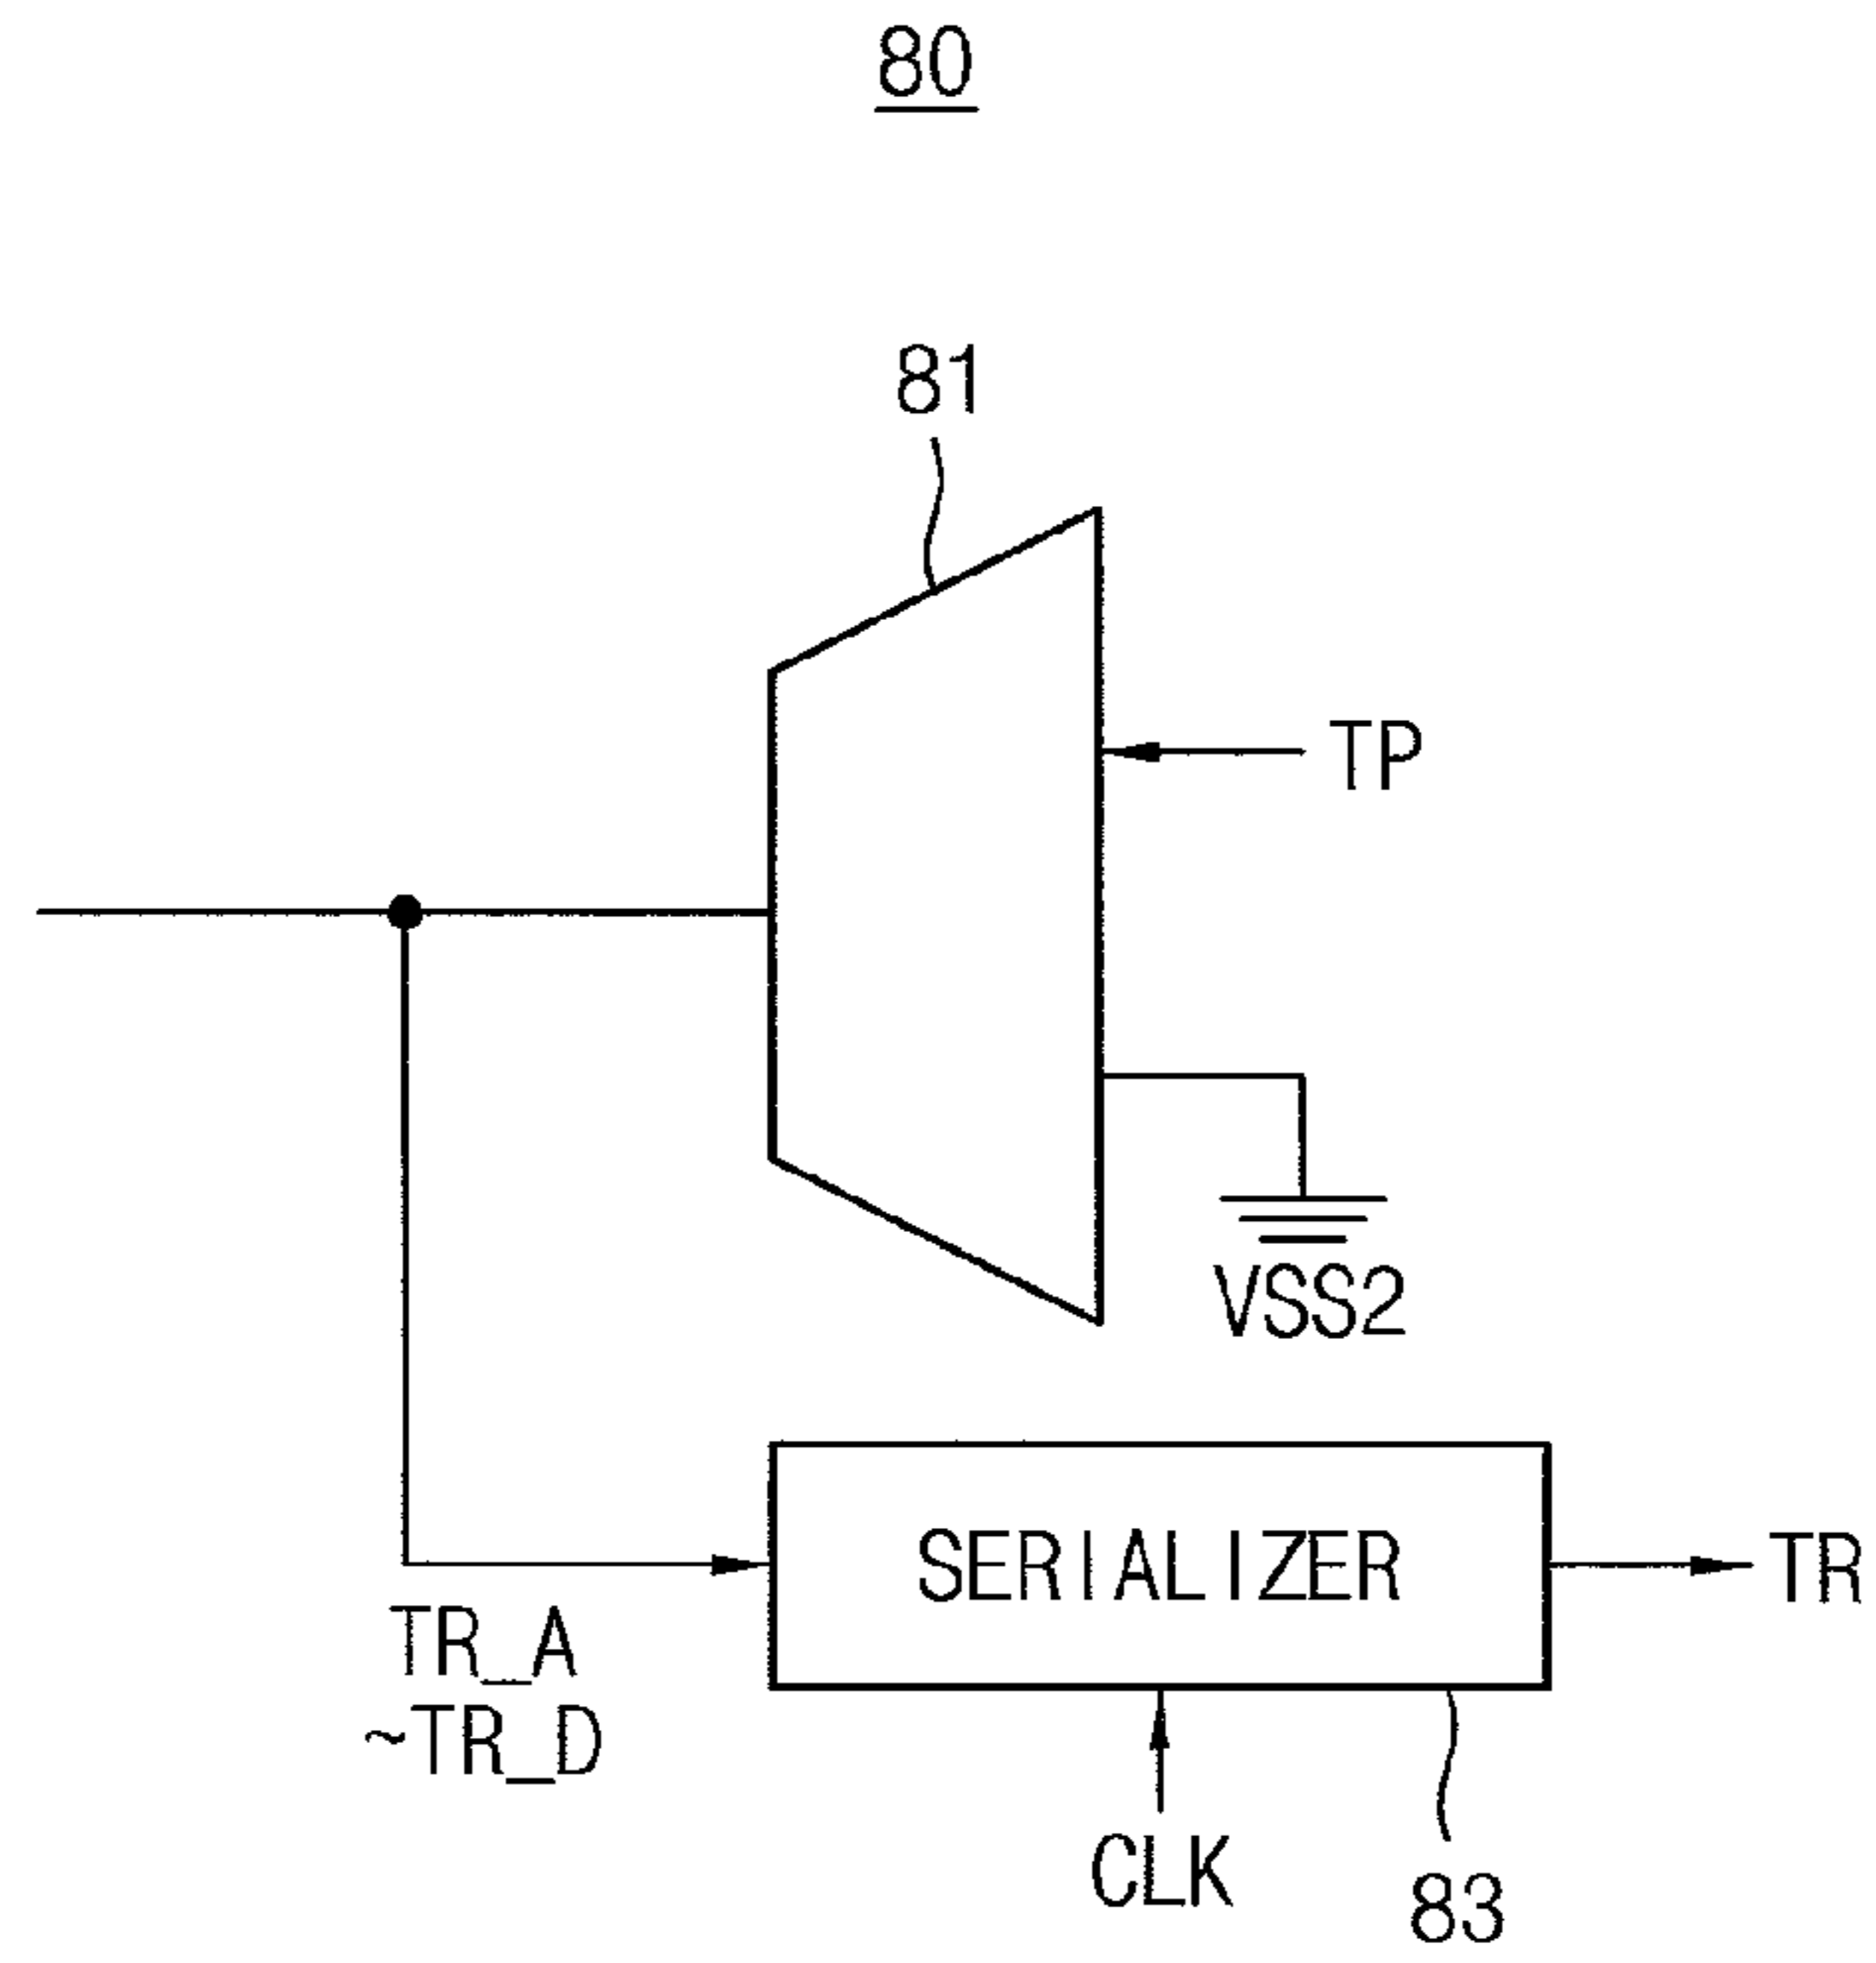 80
81
TP
VSS2
SERIALIZER
TR
TR_A
~TR_D
CLK
83